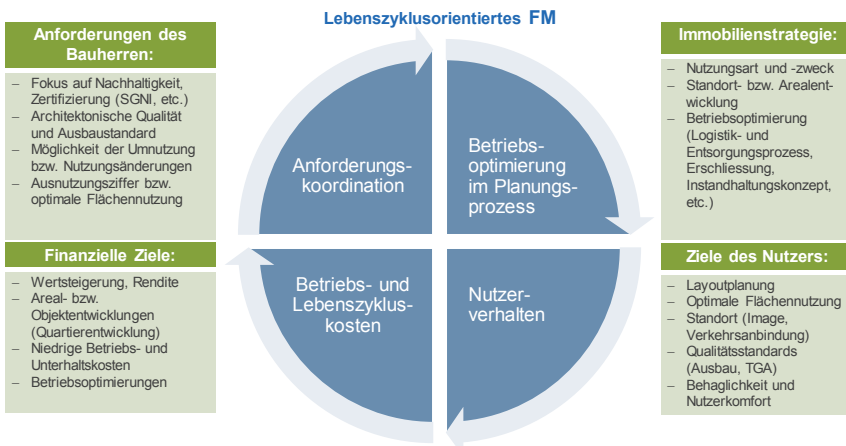 Lebenszyklusorientiertes FM
Anforderungen des
Bauherren:
– Fokus auf Nachhaltigkeit,
Zertifizierung (SGNI, etc.)
– Architektonische Qualität
und Ausbaustandard
– Möglichkeit der Umnutzung
bzw. Nutzungsänderungen
– Ausnutzungsziffer bzw.
optimale Flächennutzung
Immobilienstrategie:
– Nutzungsart und -zweck
– Standort- bzw. Arealent-
wicklung
– Betriebsoptimierung
(Logistik- und
Entsorgungsprozess,
Erschliessung,
Instandhaltungskonzept,
etc.)
Anforderungs-
koordination
Betriebs-
optimierung
im Planungs-
prozess
Betriebs- und
Lebenszyklus-
kosten
Nutzer-
verhalten
Finanzielle Ziele:
– Wertsteigerung, Rendite
– Areal- bzw.
Objektentwicklungen
(Quartierentwicklung)
– Niedrige Betriebs- und
Unterhaltskosten
– Betriebsoptimierungen
Ziele des Nutzers:
– Layoutplanung
– Optimale Flächennutzung
– Standort (Image,
Verkehrsanbindung)
– Qualitätsstandards
(Ausbau, TGA)
– Behaglichkeit und
Nutzerkomfort